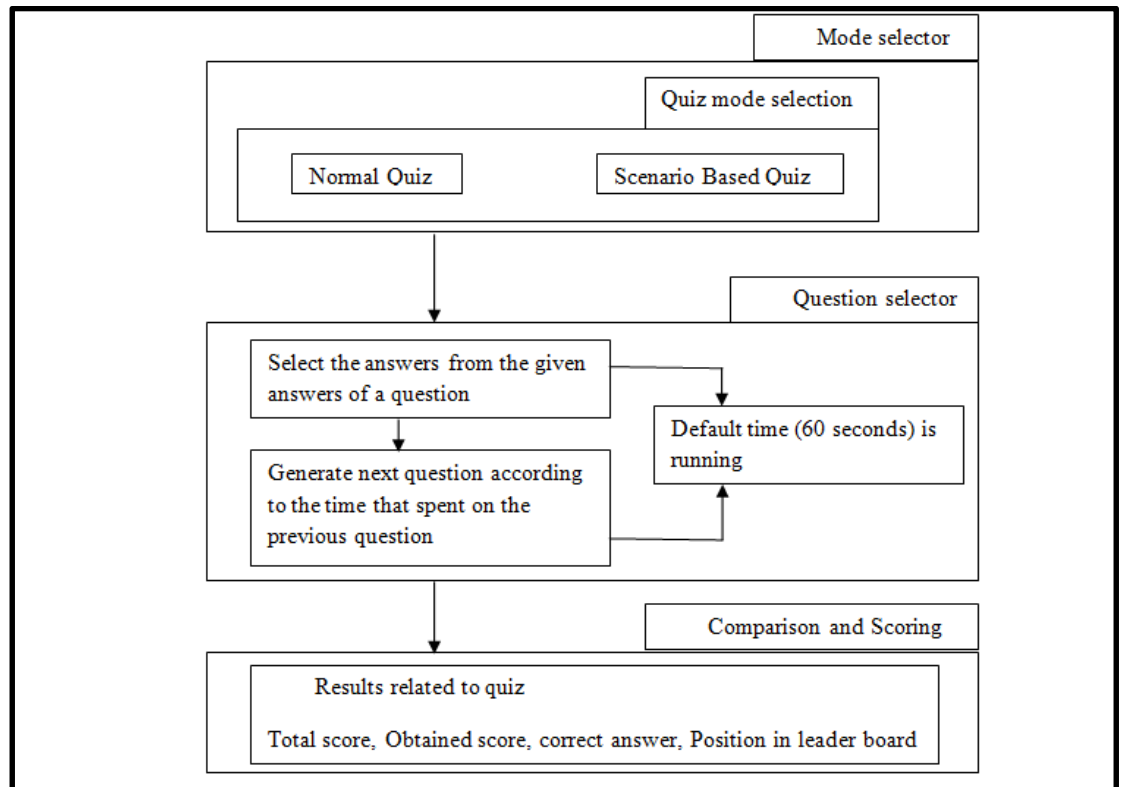 Mode selector
Quiz mode selection
Normal Quiz
Scenario Based Quiz
Question selector
Select the answers from the given
answers of a question
Default time (60 seconds) is
running
Generate next question according
to the time that spent on the
previous question
Comparison and Scoring
Results related to quiz
Total score, Obtained score, correct answer, Position in leader board